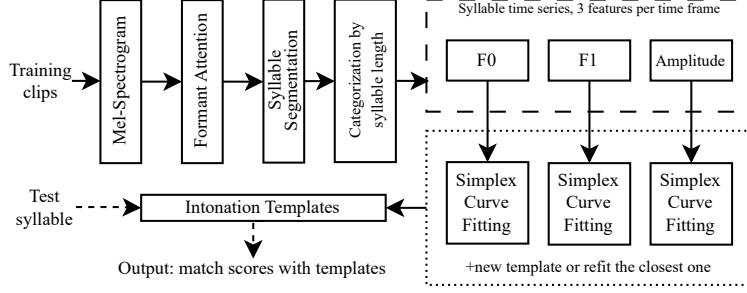 Syllable time series, 3 features per time frame
Training
clips
Mel-Spectrogram
Formant Attention
Syllable
Segmentation
Categorization by
syllable length
F0
F1
Amplitude
Simplex
Curve
Fitting
Simplex
Curve
Fitting
Simplex
Curve
Fitting
+new template or refit the closest one
Test
syllable
Intonation Templates
Output: match scores with templates